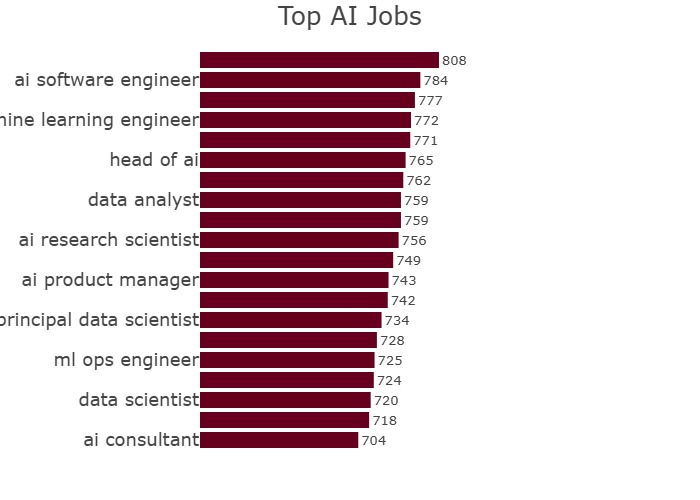 Top AI Jobs
808
ai software engineer 784
777
hine learning engineer 772
771
head of ai 765
762
data analyst 759
759
ai research scientist 756
749
ai product manager 743
742
principal data scientist 734
728
ml ops engineer 725
724
data scientist 720
718
ai consultant 704